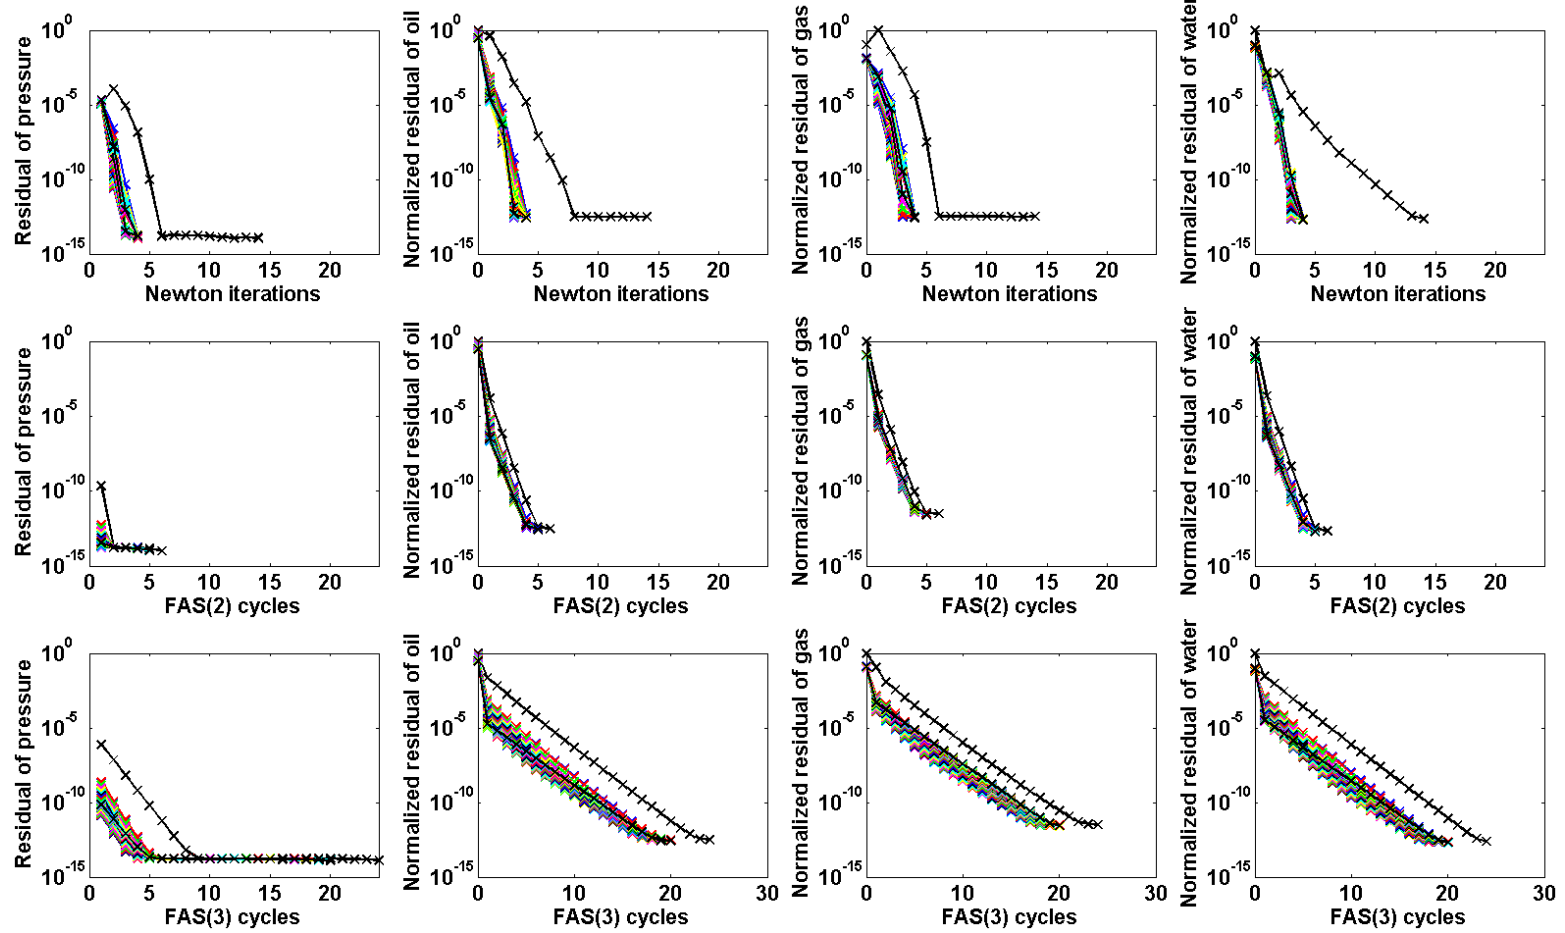 Residual of pressure
10^0
10^-5
10^-10
10^-15
0 5 10 15 20
Newton iterations
Normalized residual of oil
10^0
10^-5
10^-10
10^-15
0 5 10 15 20
Newton iterations
Normalized residual of gas
10^0
10^-5
10^-10
10^-15
0 5 10 15 20
Newton iterations
Normalized residual of water
10^0
10^-5
10^-10
10^-15
0 5 10 15 20
Newton iterations
Residual of pressure
10^0
10^-5
10^-10
10^-15
0 5 10 15 20
FAS(2) cycles
Normalized residual of oil
10^0
10^-5
10^-10
10^-15
0 5 10 15 20
FAS(2) cycles
Normalized residual of gas
10^0
10^-5
10^-10
10^-15
0 5 10 15 20
FAS(2) cycles
Normalized residual of water
10^0
10^-5
10^-10
10^-15
0 5 10 15 20
FAS(2) cycles
Residual of pressure
10^0
10^-5
10^-10
10^-15
0 5 10 15 20
FAS(3) cycles
Normalized residual of oil
10^0
10^-5
10^-10
10^-15
0 10 20 30
FAS(3) cycles
Normalized residual of gas
10^0
10^-5
10^-10
10^-15
0 10 20 30
FAS(3) cycles
Normalized residual of water
10^0
10^-5
10^-10
10^-15
0 10 20 30
FAS(3) cycles